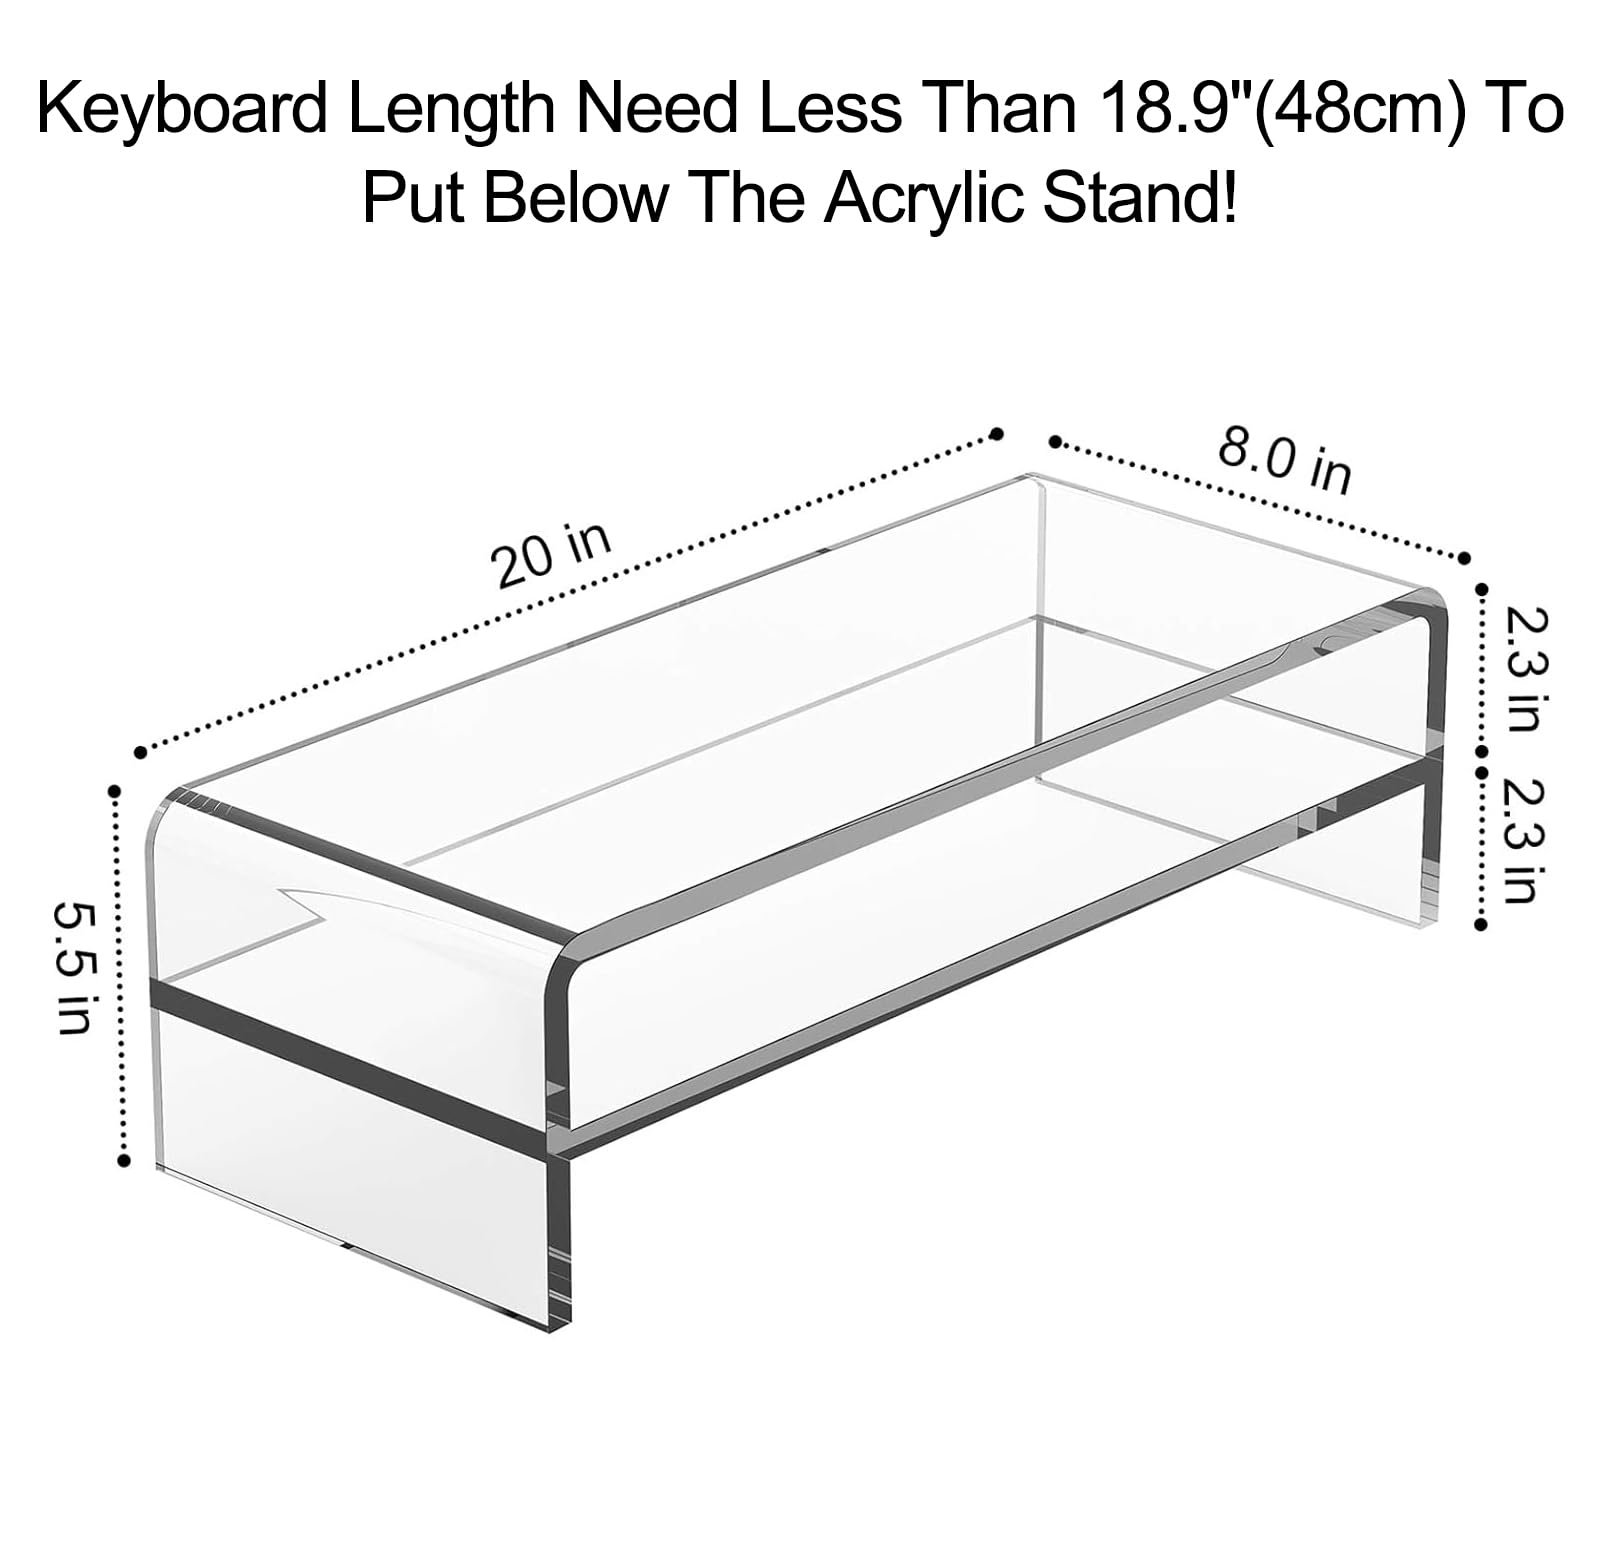 Keyboard Length Need Less Than 18.9"(48cm) To
Put Below The Acrylic Stand!
20 in
8.0 in
2.3 in
2.3 in
5.5 in